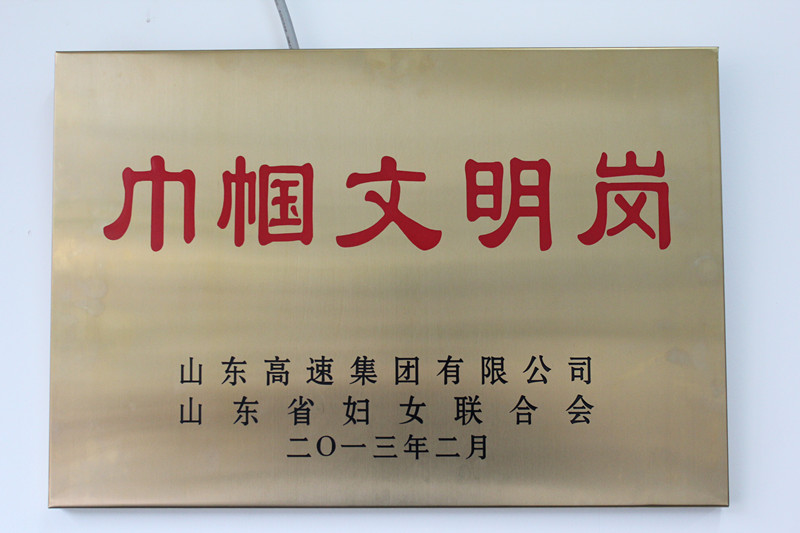 巾帼文明岗
山东高速集团有限公司
山东省妇女联合会
二〇一三年二月